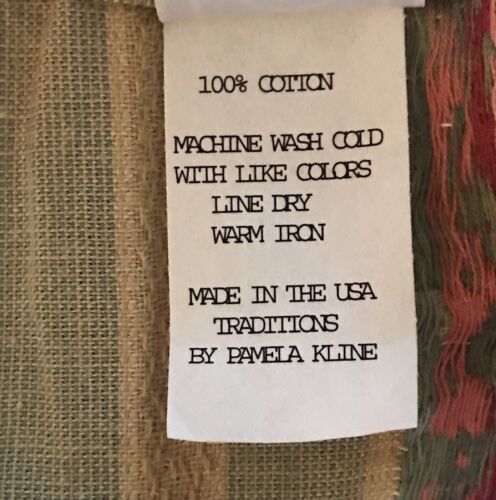 100% COTTON
MACHINE WASH COLD
WITH LIKE COLORS
LINE DRY
WARM IRON
MADE IN THE USA
TRADITIONS
BY PAMELA KLINE